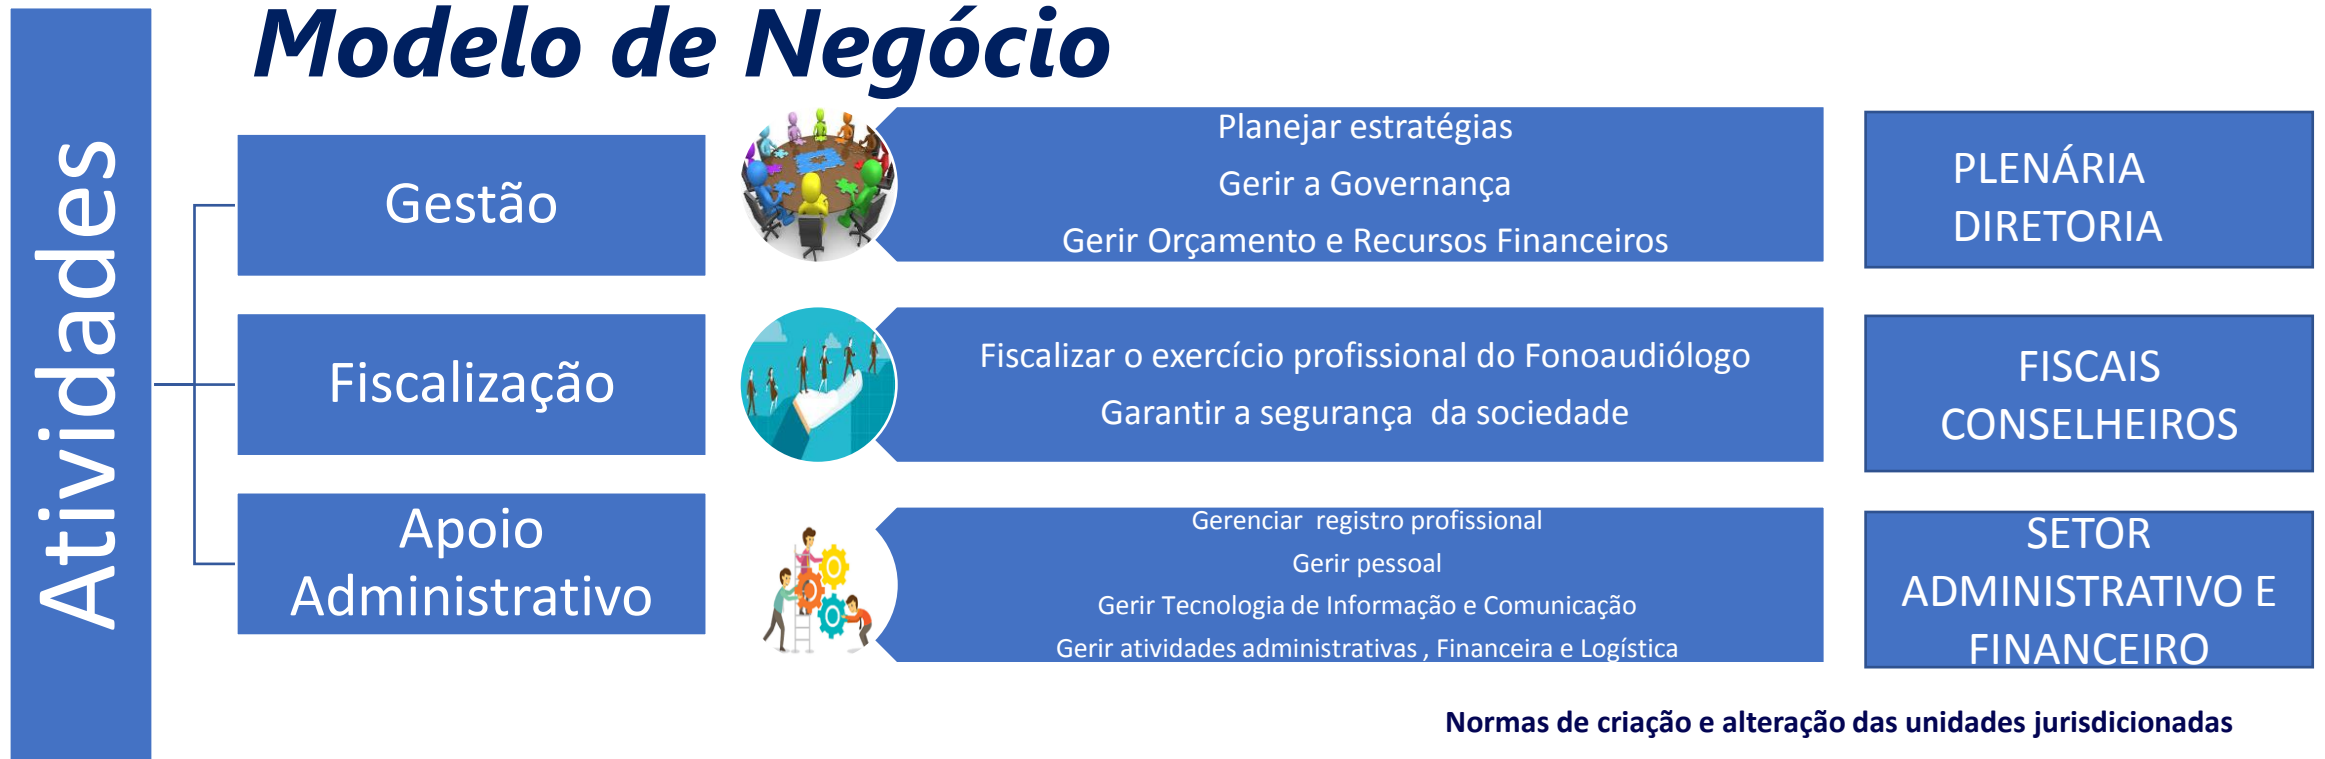 Modelo de Negócio
Atividades
Gestão
Planejar estratégias
Gerir a Governança
Gerir Orçamento e Recursos Financeiros
PLENÁRIA
DIRETORIA
Fiscalização
Fiscalizar o exercício profissional do Fonoaudiólogo
Garantir a segurança  da sociedade
FISCAIS
CONSELHEIROS
Apoio
Administrativo
Gerenciar  registro profissional
Gerir pessoal
Gerir Tecnologia de Informação e Comunicação
Gerir atividades administrativas , Financeira e Logística
SETOR
ADMINISTRATIVO E
FINANCEIRO
Normas de criação e alteração das unidades jurisdicionadas